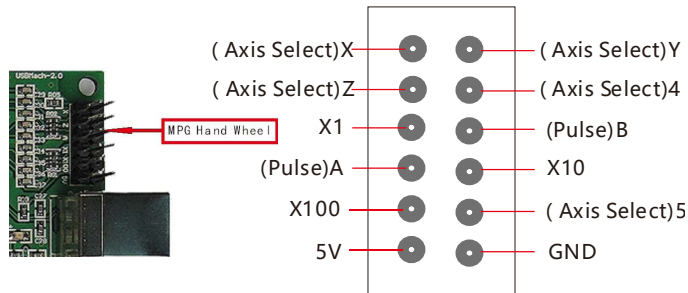 ( Axis Select)X
( Axis Select)Y
USBMach-2.0
( Axis Select)Z
( Axis Select)4
MPG Hand Wheel
X1
(Pulse)B
(Pulse)A
X10
X100
( Axis Select)5
5V
GND